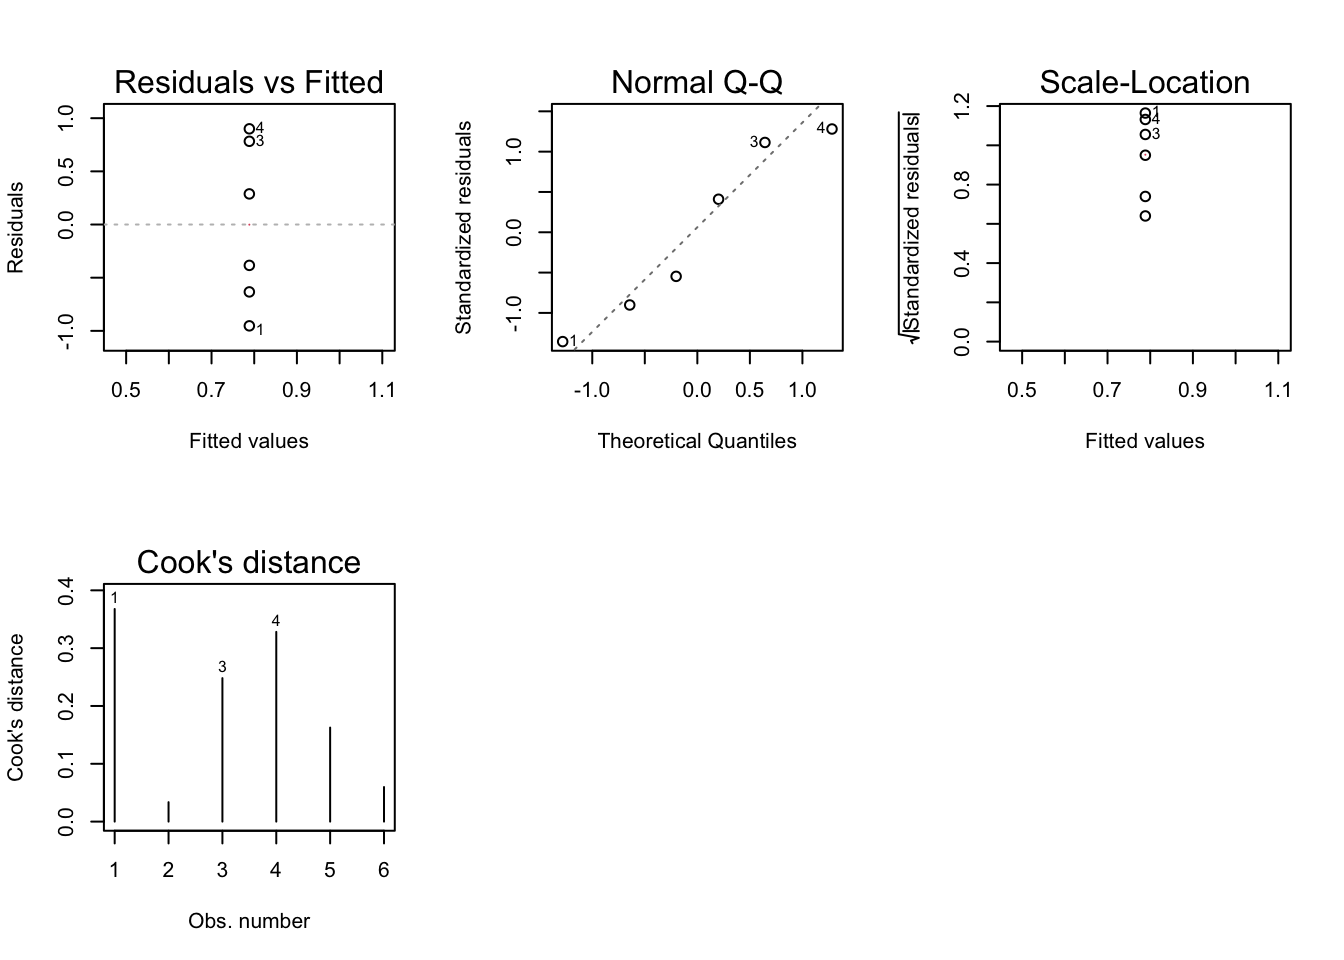 Residuals vs Fitted
Residuals
1.0
0.5
0.0
-1.0
4
3
1
0.5 0.7 0.9 1.1
Fitted values
Normal Q-Q
Standardized residuals
1.0
0.0
-1.0
3
4
1
-1.0 0.0 0.5 1.0
Theoretical Quantiles
Scale-Location
√|Standardized residuals|
1.2
0.8
0.4
0.0
1
4
3
0.5 0.7 0.9 1.1
Fitted values
Cook's distance
Cook's distance
0.4
0.3
0.2
0.1
0.0
1
4
3
1 2 3 4 5 6
Obs. number